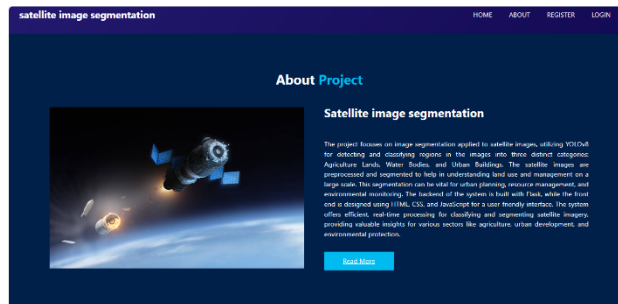 satellite image segmentation
HOME ABOUT REGISTER LOGIN
About Project
Satellite image segmentation
The project focuses on image segmentation applied to satellite images, utilizing YOLOv8
for detecting and classifying regions in the images into three distinct categories:
Agriculture Lands, Water Bodies, and Urban Buildings. The satellite images are
preprocessed and segmented to help in understanding land use and management on a
large scale. This segmentation can be vital for urban planning, resource management, and
environmental monitoring. The backend of the system is built with Flask, while the front
end is designed using HTML, CSS, and JavaScript for a user friendly interface. The system
offers efficient, real-time processing for classifying and segmenting satellite imagery,
providing valuable insights for various sectors like agriculture, urban development, and
environmental protection.
Read More